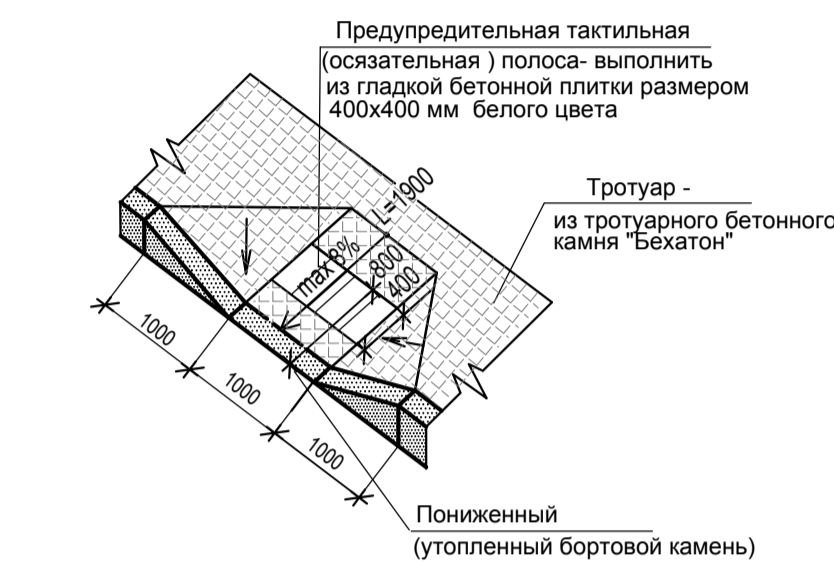 Предупредительная тактильная
(осязательная ) полоса- выполнить
из гладкой бетонной плитки размером
400х400 мм белого цвета
Тротуар -
из тротуарного бетонного
камня "Бехатон"
L=1900
max 8%
800
400
1000
1000
1000
Пониженный
(утопленный бортовой камень)